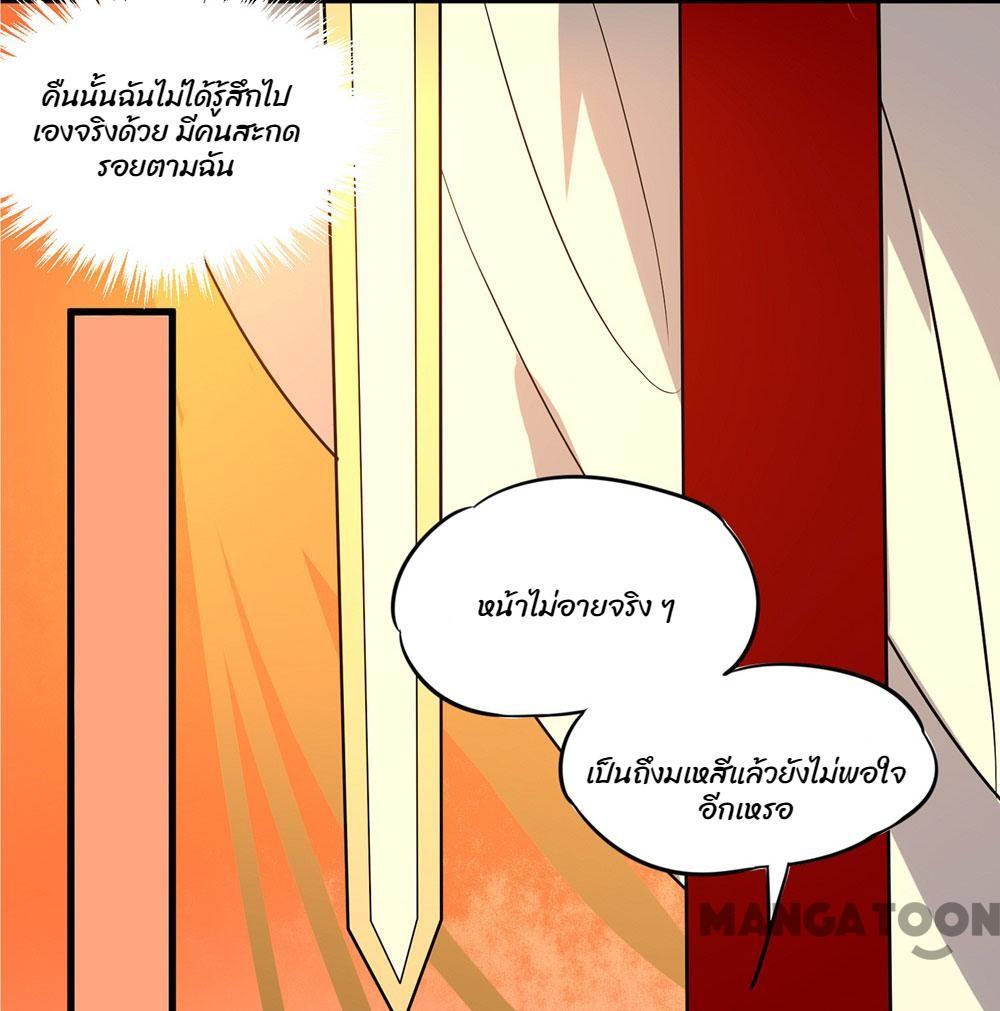 คืนนั้นฉันไม่ได้รู้สึกไป
เองจริงด้วย มีคนสะกด
รอยตามฉัน
หน้าไม่อายจริง ๆ
เป็นถึงมเหสีแล้วยังไม่พอใจ
อีกเหรอ
MANGATOON